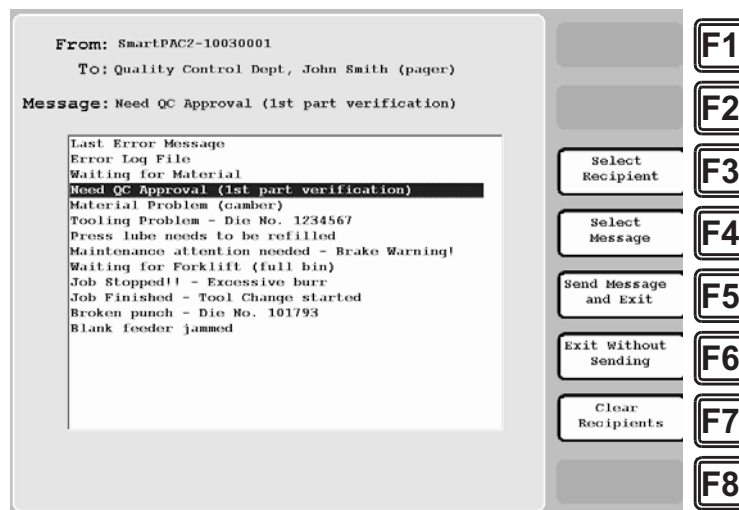 From: SmartPAC2-10030001
To: Quality Control Dept, John Smith (pager)
Message: Need QC Approval (1st part verification)
Last Error Message
Error Log File
Waiting for Material
Need QC Approval (1st part verification)
Material Problem (camber)
Tooling Problem - Die No. 1234567
Press lube needs to be refilled
Maintenance attention needed - Brake Warning!
Waiting for Forklift (full bin)
Job Stopped!! - Excessive burr
Job Finished - Tool Change started
Broken punch - Die No. 101793
Blank feeder jammed
F1
F2
Select
Recipient
F3
Select
Message
F4
Send Message
and Exit
F5
Exit Without
Sending
F6
Clear
Recipients
F7
F8